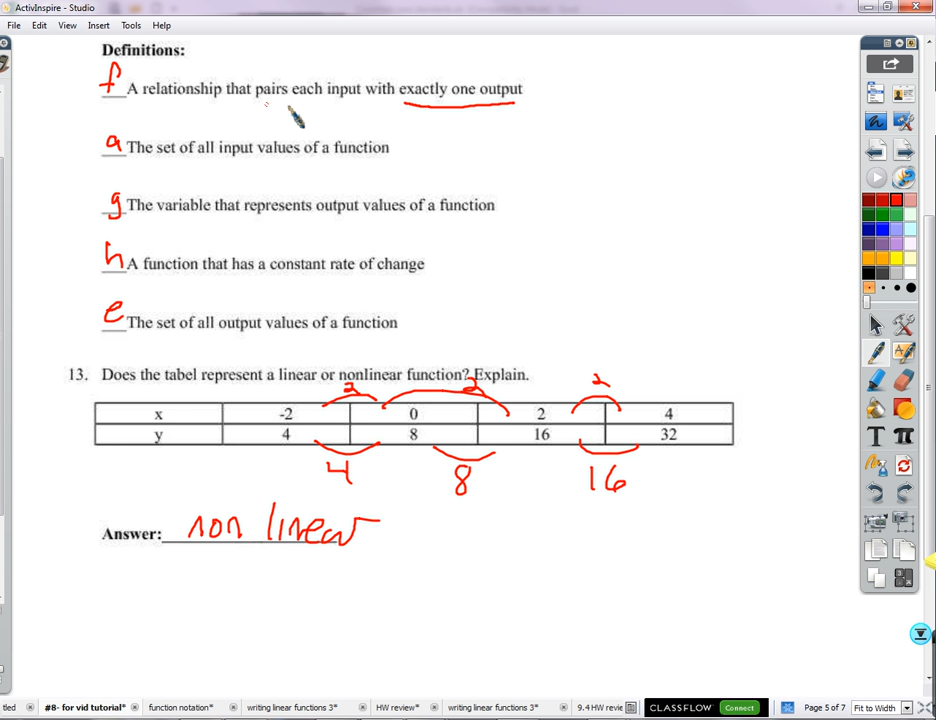 ActivInspire - Studio
File Edit View Insert Tools Help
Definitions:
f A relationship that pairs each input with exactly one output
a The set of all input values of a function
g The variable that represents output values of a function
h A function that has a constant rate of change
e The set of all output values of a function
13. Does the tabel represent a linear or nonlinear function? Explain.
2 2 2
x -2 0 2 4
y 4 8 16 32
4 8 16
Answer: non linear
tled #8- for vid tutorial* function notation* writing linear functions 3* HW review* writing linear functions 3* 9.4 HW revie CLASSFLOW Connect Page 5 of 7 Fit to Width